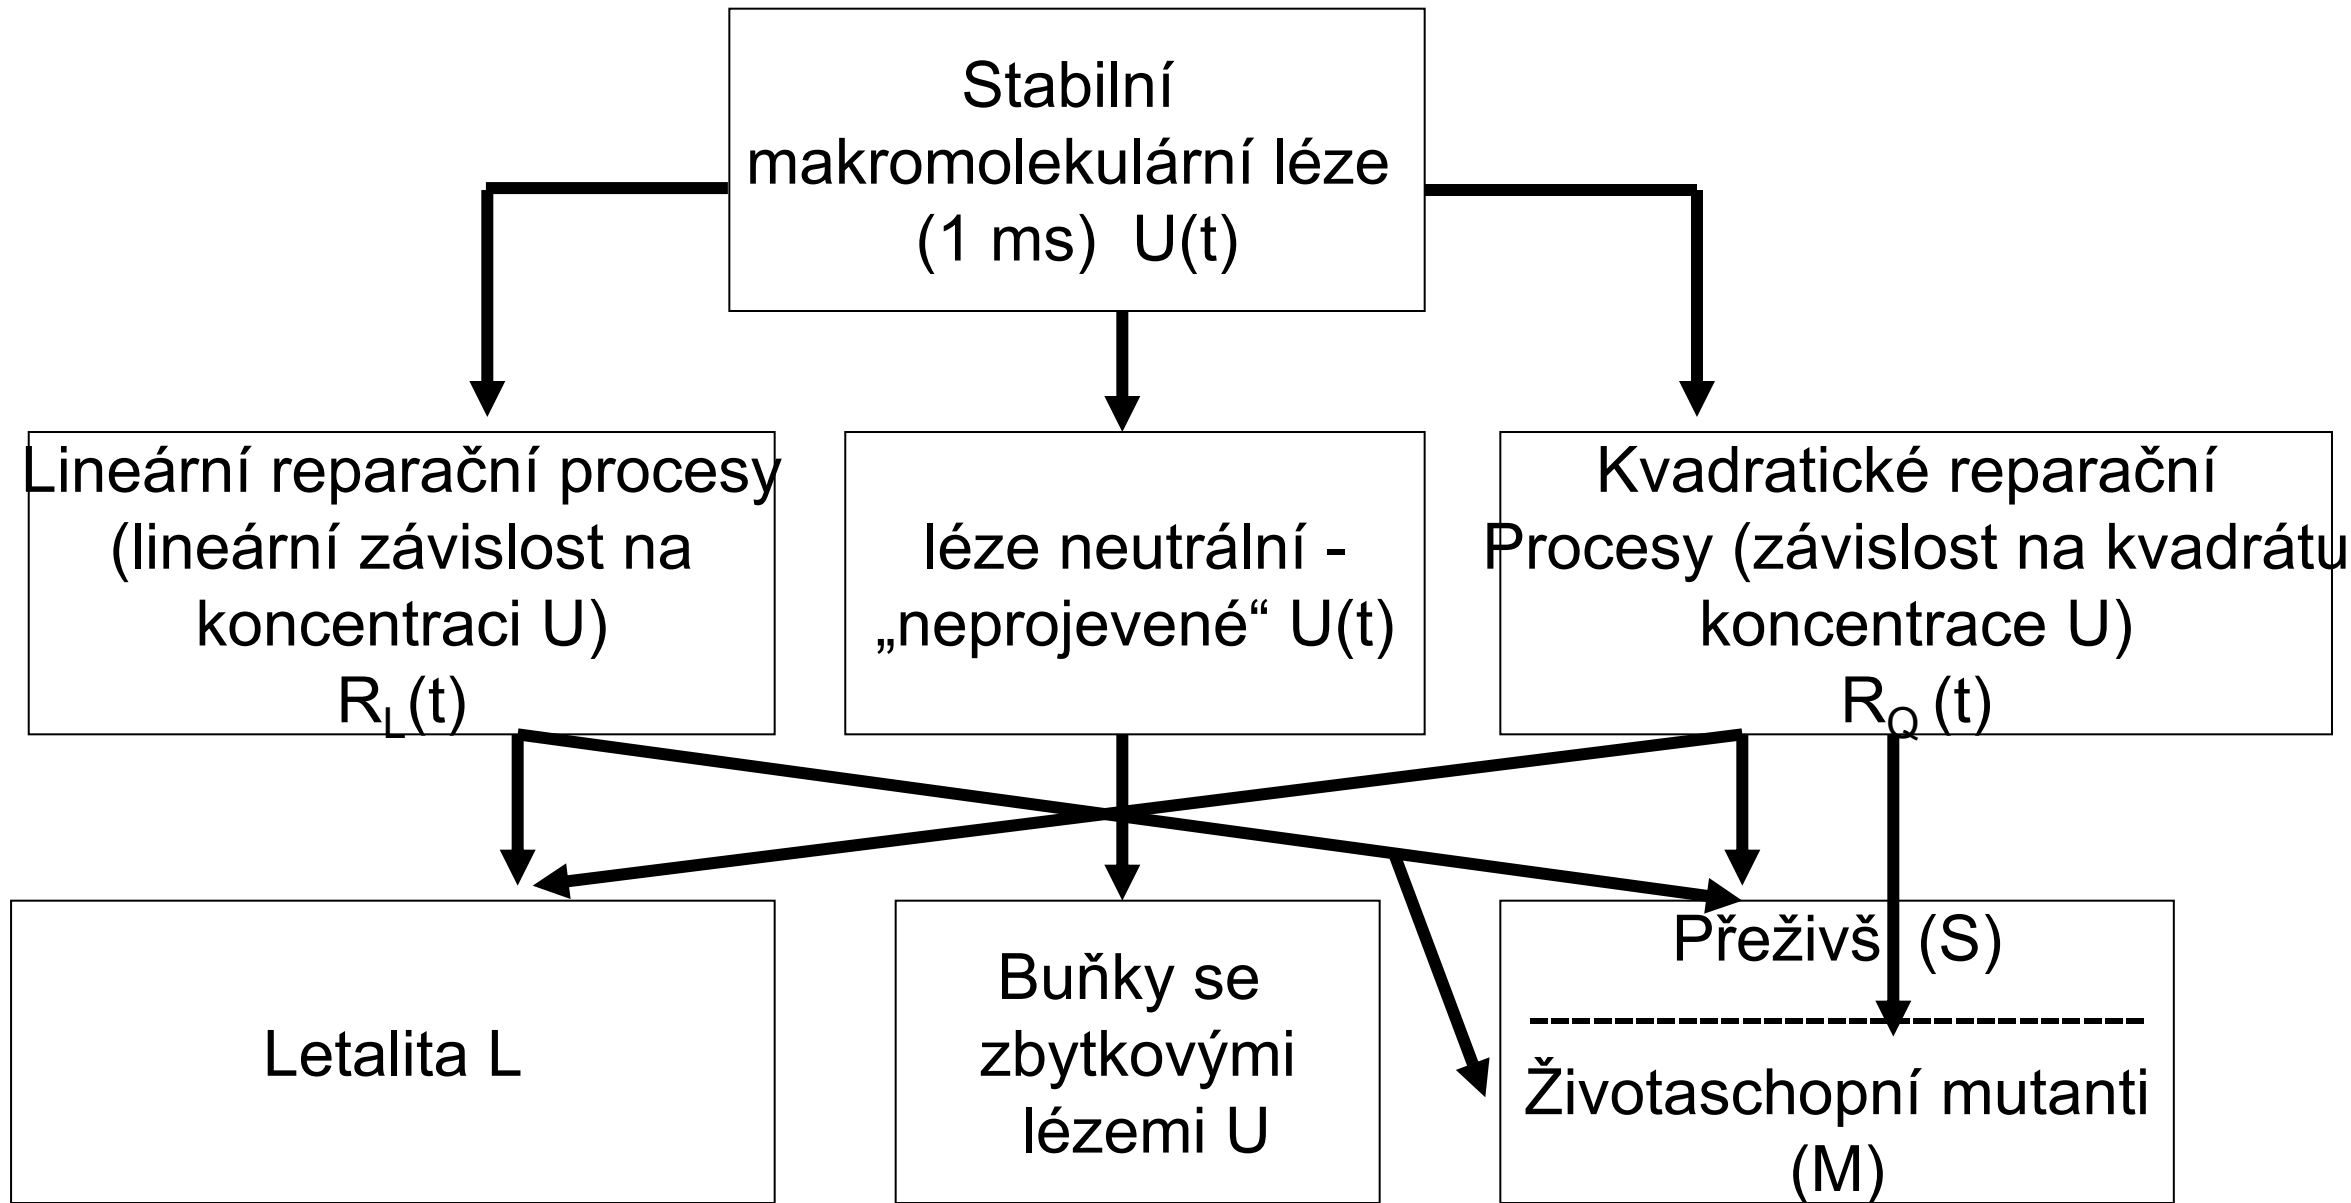 Stabilní
makromolekulární léze
(1 ms) U(t)
Lineární reparační procesy
(lineární závislost na
koncentraci U)
R_L(t)
léze neutrální -
„neprojevené“ U(t)
Kvadratické reparační
Procesy (závislost na kvadrátu
koncentrace U)
R_Q (t)
Letalita L
Buňky se
zbytkovými
lézemi U
Přeživš (S)
-----------------------------
Životaschopní mutanti
(M)